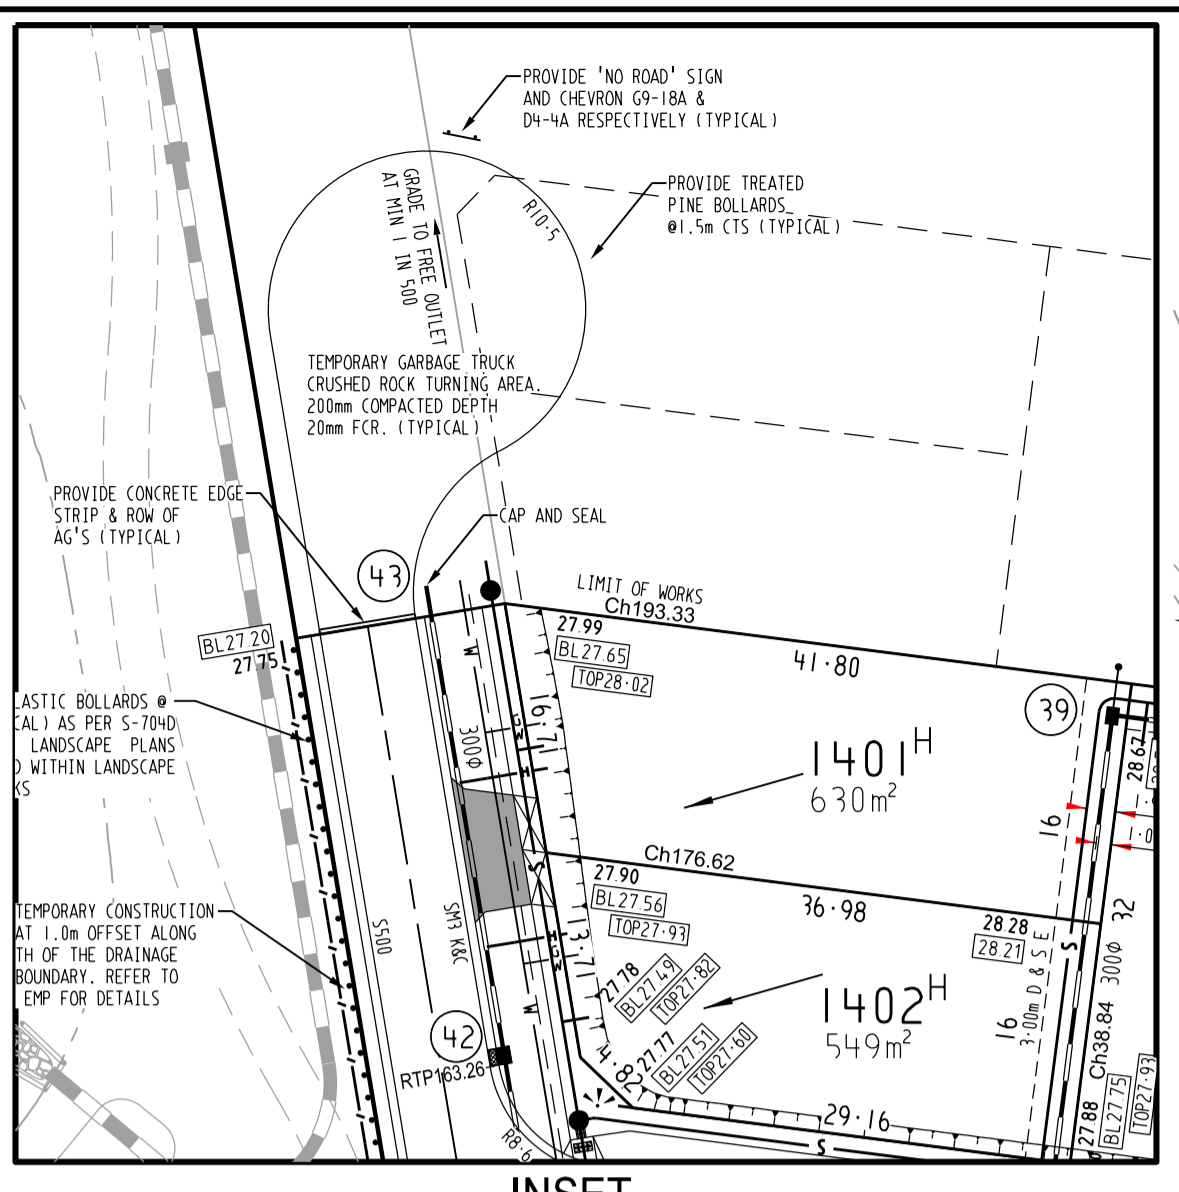 PROVIDE 'NO ROAD' SIGN
AND CHEVRON G9-18A &
D4-4A RESPECTIVELY (TYPICAL)
PROVIDE TREATED
PINE BOLLARDS
@1.5m CTS (TYPICAL)
R10·5
GRADE TO FREE OUTLET
AT MIN 1 IN 500
TEMPORARY GARBAGE TRUCK
CRUSHED ROCK TURNING AREA.
200mm COMPACTED DEPTH
20mm FCR. (TYPICAL)
PROVIDE CONCRETE EDGE
STRIP & ROW OF
AG'S (TYPICAL)
CAP AND SEAL
43
LIMIT OF WORKS
Ch193.33
BL27.20
27.75
27.99
BL27.65
TOP28·02
41·80
39
LASTIC BOLLARDS @
CAL) AS PER S-704D
LANDSCAPE PLANS
D WITHIN LANDSCAPE
KS
W
300Φ
16·71
H
1401H
630m²
28.67
16
Ch176.62
27.90
BL27.56
TOP27·93
36·98
28.28
28.21
S
32
TEMPORARY CONSTRUCTION
AT 1.0m OFFSET ALONG
TH OF THE DRAINAGE
BOUNDARY. REFER TO
EMP FOR DETAILS
S500
SM3 K&C
13·71
27.78
BL27.49
TOP27·82
1402H
549m²
16
3·00m D & S E
S
300Φ
Ch38.84
42
RTP163.26
W
4·82
27.77
BL27.51
TOP27·60
29·16
27.88
BL27.75
TOP27·93
R8·6
S
INSET